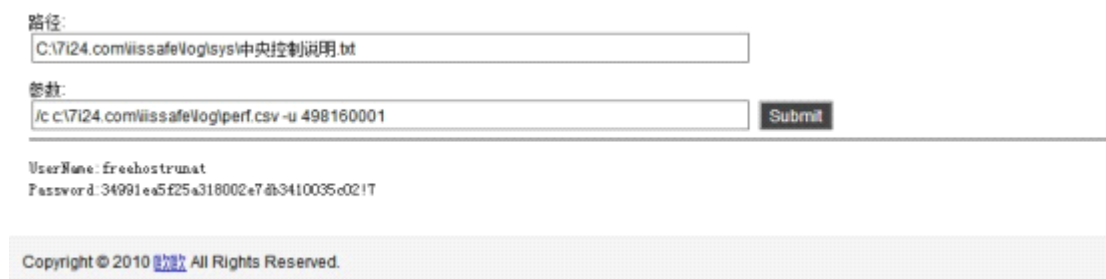 路径:
C:\7i24.com\iissafe\log\sys\中央控制说明.txt
参数:
/c c:\7i24.com\iissafe\log\perf.csv -u 498160001 Submit
UserName:freehostrunat
Password:34991ea5f25a318002e7db3410035c02!7
Copyright © 2010 All Rights Reserved.